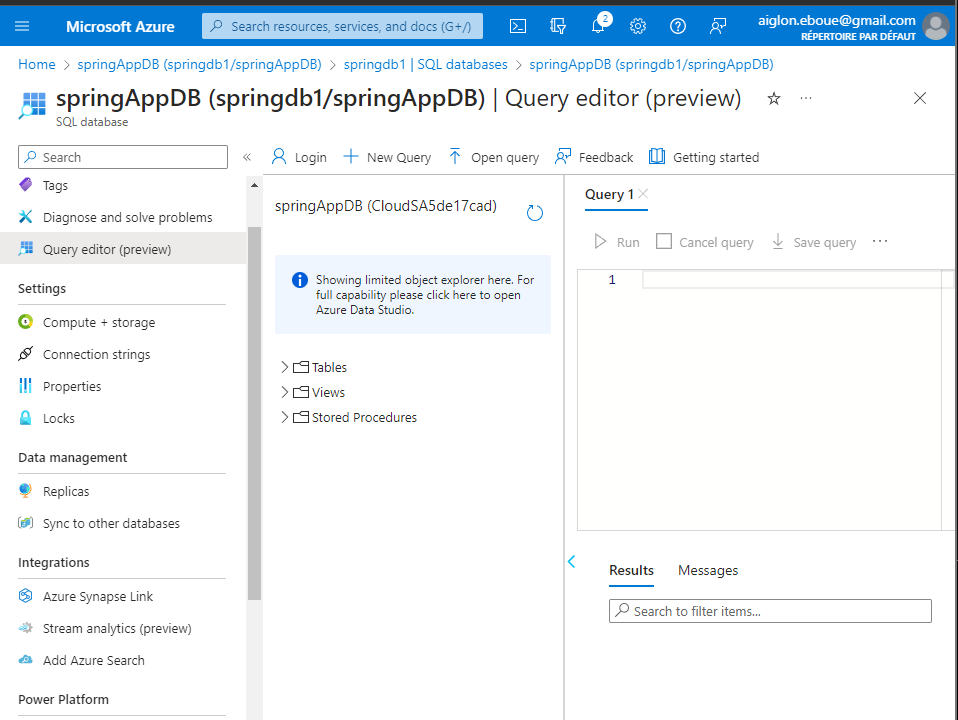 Microsoft Azure
Search resources, services, and docs (G+/)
2
aiglon.eboue@gmail.com
RÉPERTOIRE PAR DÉFAUT
Home > springAppDB (springdb1/springAppDB) > springdb1 | SQL databases > springAppDB (springdb1/springAppDB)
springAppDB (springdb1/springAppDB) | Query editor (preview)
SQL database
Search
Login
New Query
Open query
Feedback
Getting started
Tags
Diagnose and solve problems
Query editor (preview)
Settings
Compute + storage
Connection strings
Properties
Locks
Data management
Replicas
Sync to other databases
Integrations
Azure Synapse Link
Stream analytics (preview)
Add Azure Search
Power Platform
springAppDB (CloudSA5de17cad)
Showing limited object explorer here. For
full capability please click here to open
Azure Data Studio.
Tables
Views
Stored Procedures
Query 1
Run
Cancel query
Save query
1
Results
Messages
Search to filter items...